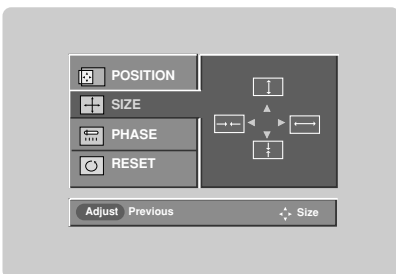 POSITION
SIZE
PHASE
RESET
Adjust Previous Size